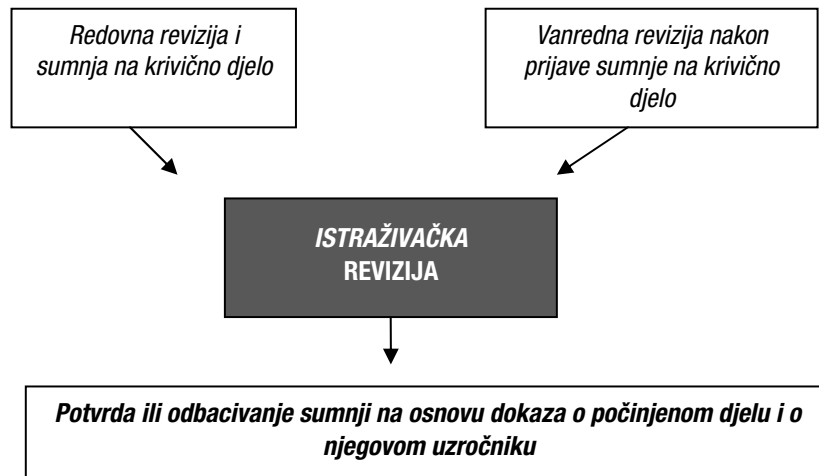 Redovna revizija i
sumnja na krivično djelo
Vanredna revizija nakon
prijave sumnje na krivično
djelo
ISTRAŽIVAČKA
REVIZIJA
Potvrda ili odbacivanje sumnji na osnovu dokaza o počinjenom djelu i o
njegovom uzročniku